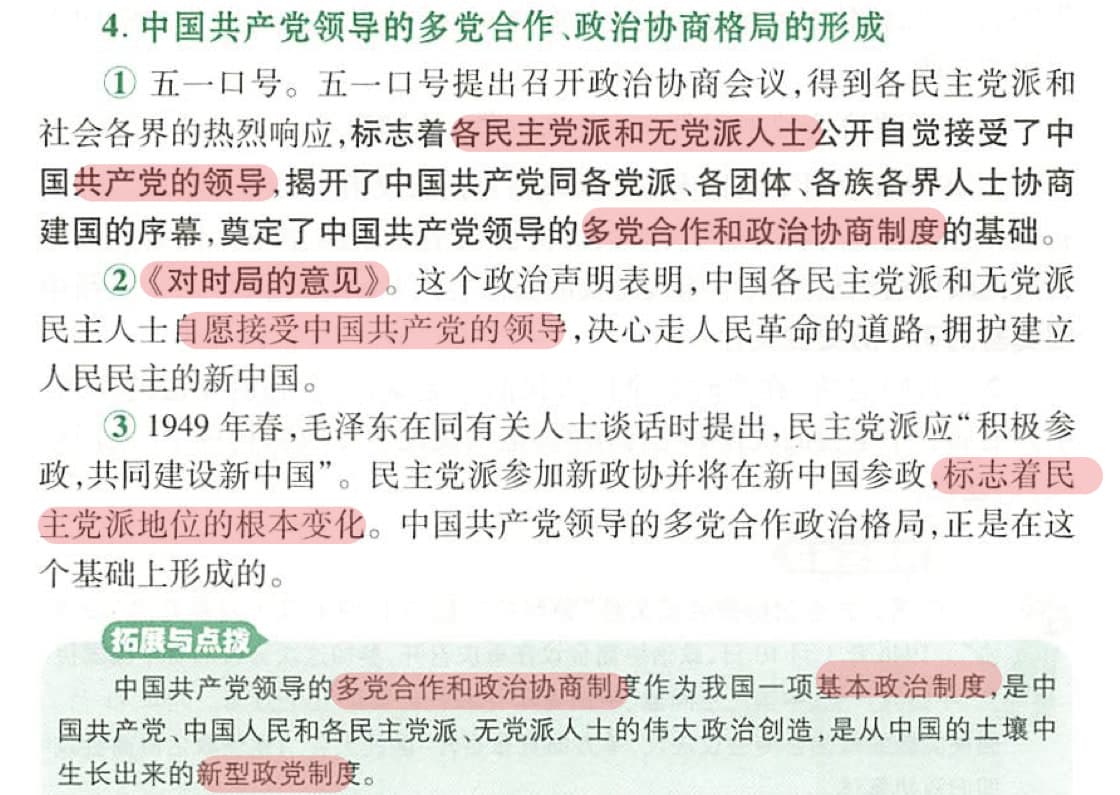 4. 中国共产党领导的多党合作、政治协商格局的形成
① 五一口号。五一口号提出召开政治协商会议,得到各民主党派和
社会各界的热烈响应,标志着各民主党派和无党派人士公开自觉接受了中
国共产党的领导,揭开了中国共产党同各党派、各团体、各族各界人士协商
建国的序幕,奠定了中国共产党领导的多党合作和政治协商制度的基础。
②《对时局的意见》。这个政治声明表明,中国各民主党派和无党派
民主人士自愿接受中国共产党的领导,决心走人民革命的道路,拥护建立
人民民主的新中国。
③ 1949 年春,毛泽东在同有关人士谈话时提出,民主党派应“积极参
政,共同建设新中国”。民主党派参加新政协并将在新中国参政,标志着民
主党派地位的根本变化。中国共产党领导的多党合作政治格局,正是在这
个基础上形成的。
拓展与点拨
中国共产党领导的多党合作和政治协商制度作为我国一项基本政治制度,是中
国共产党、中国人民和各民主党派、无党派人士的伟大政治创造,是从中国的土壤中
生长出来的新型政党制度。